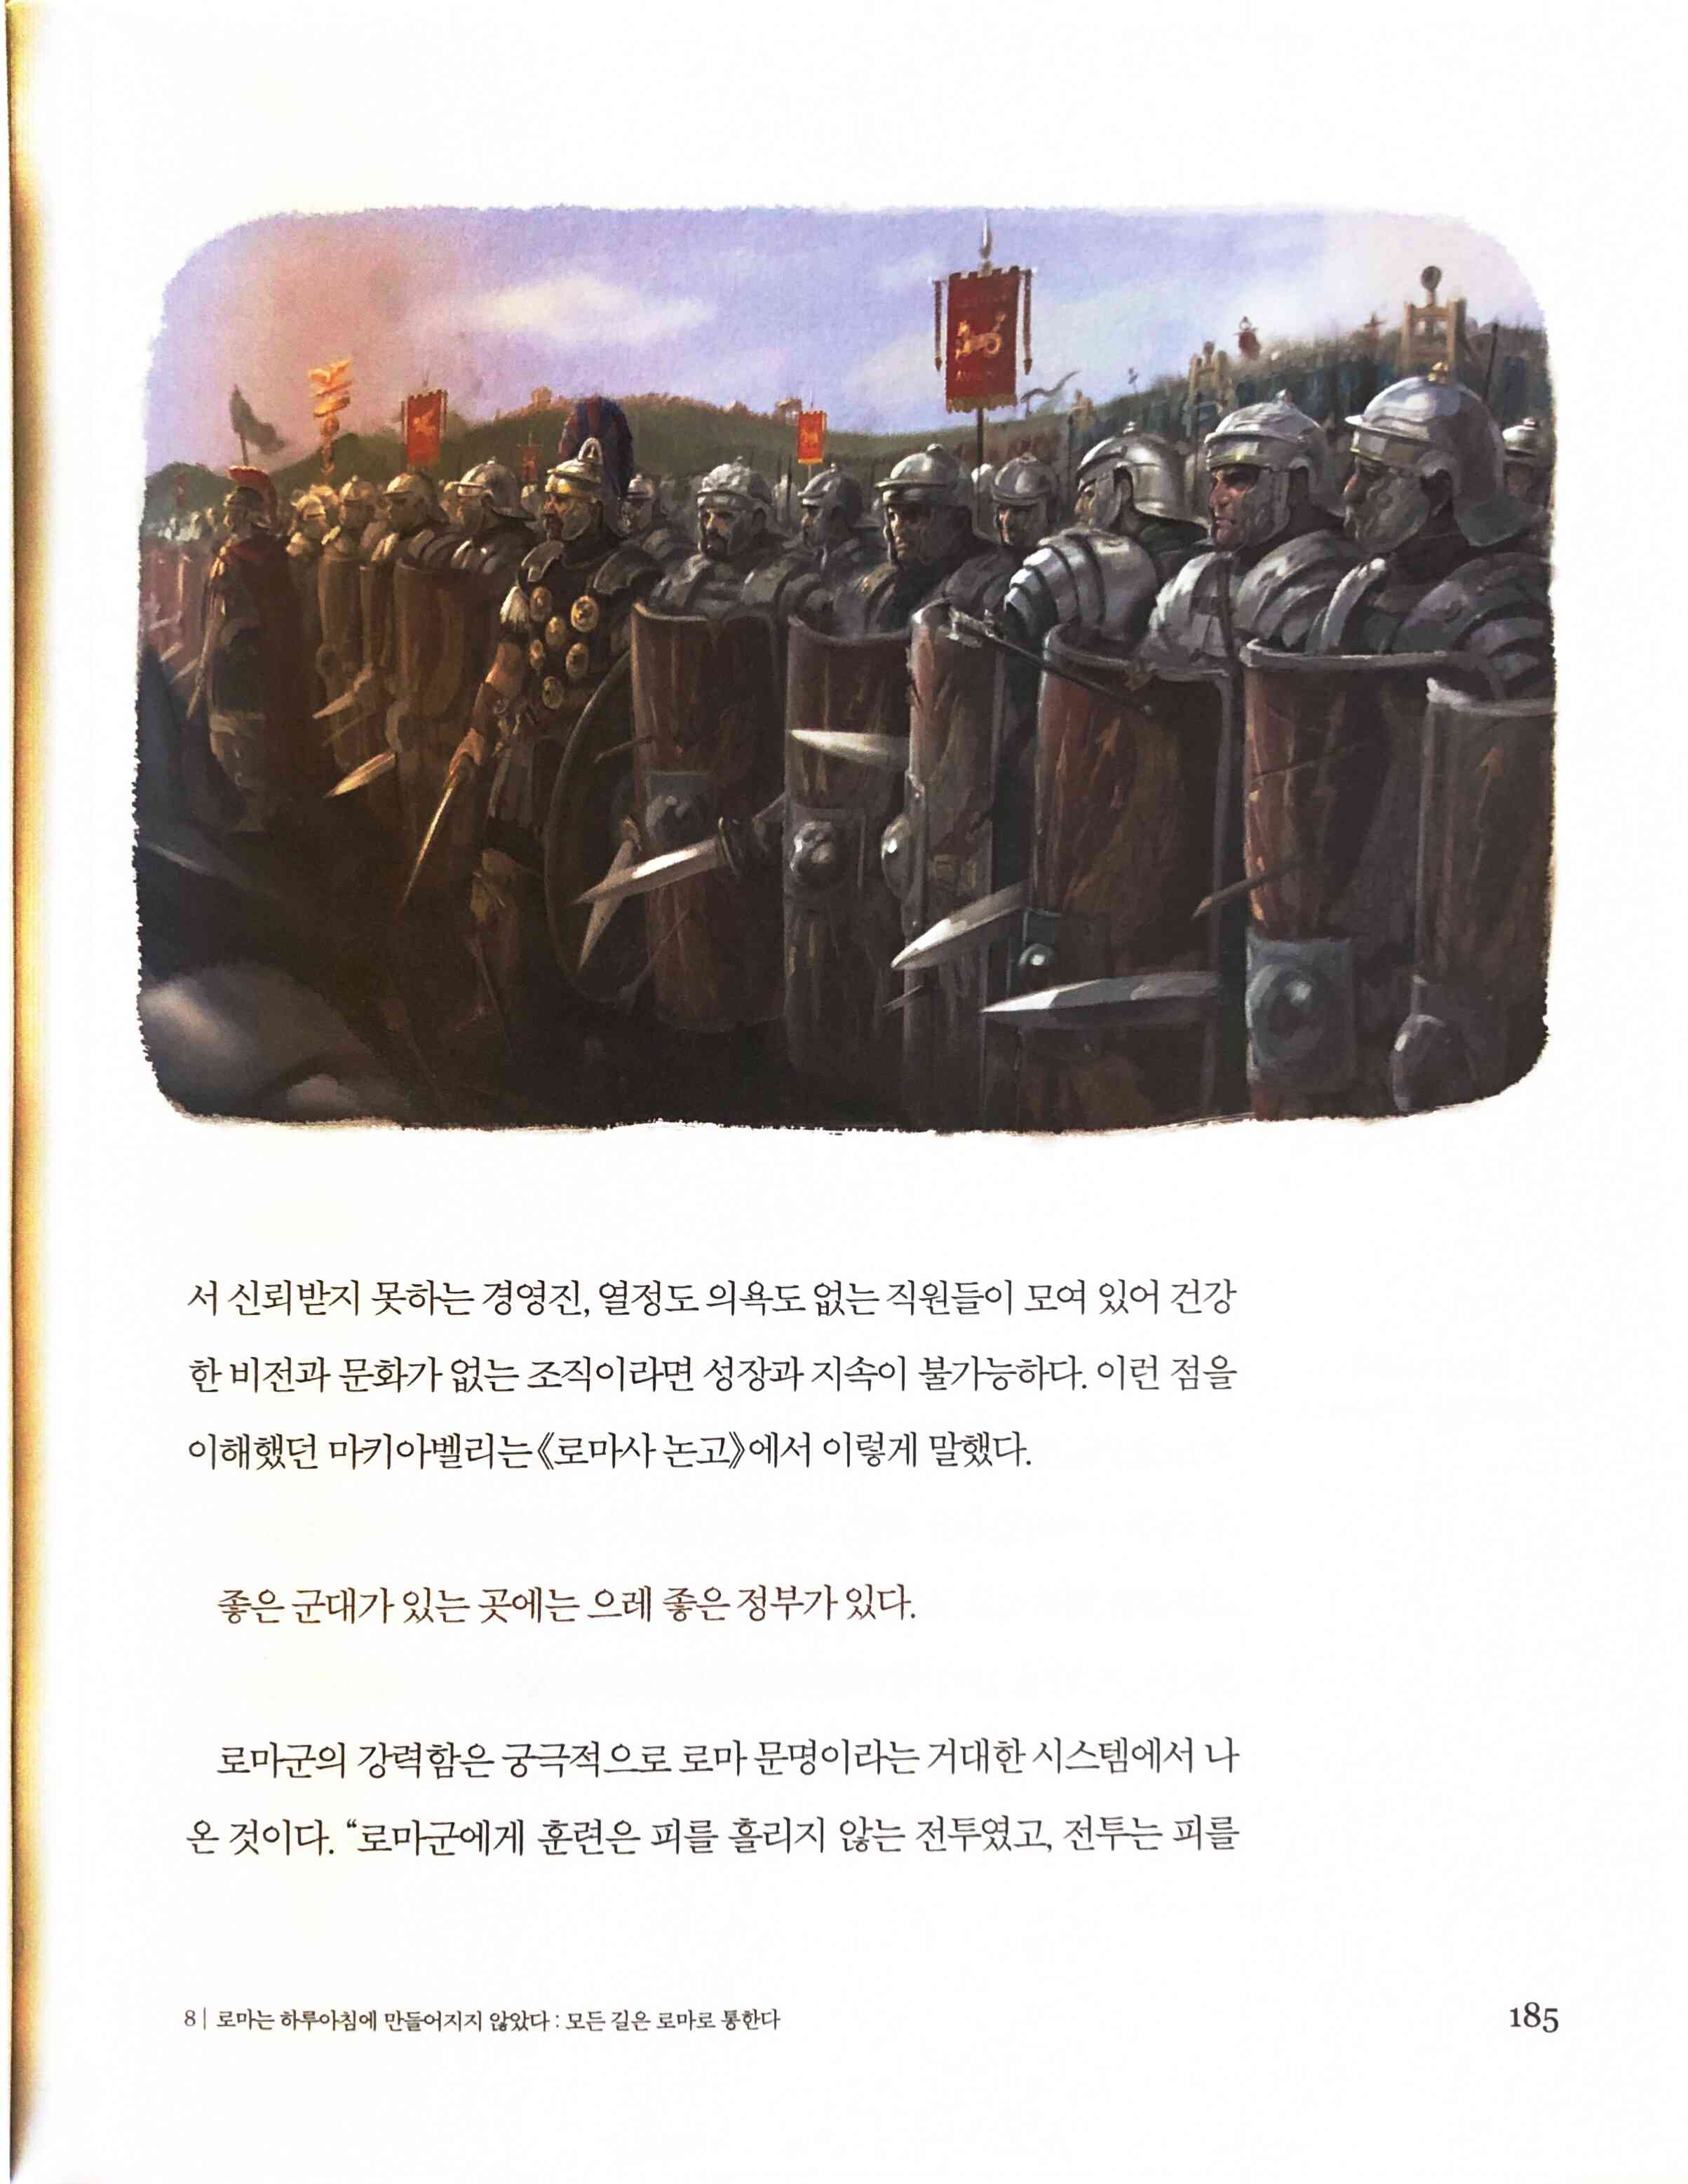 서 신뢰받지 못하는 경영진, 열정도 의욕도 없는 직원들이 모여 있어 건강
한 비전과 문화가 없는 조직이라면 성장과 지속이 불가능하다. 이런 점을
이해했던 마키아벨리는 《로마사 논고》에서 이렇게 말했다.
좋은 군대가 있는 곳에는 으레 좋은 정부가 있다.
로마군의 강력함은 궁극적으로 로마 문명이라는 거대한 시스템에서 나
온 것이다. “로마군에게 훈련은 피를 흘리지 않는 전투였고, 전투는 피를
8 | 로마는 하루아침에 만들어지지 않았다 : 모든 길은 로마로 통한다
185